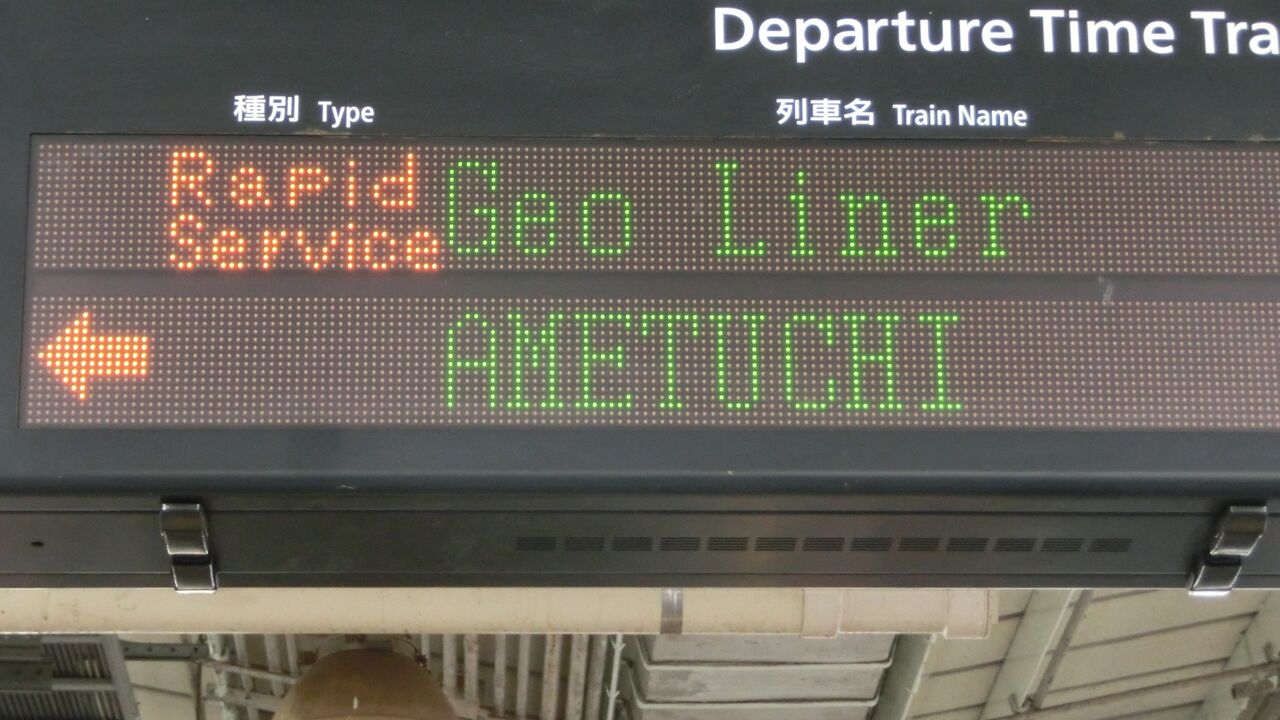 Departure Time Tra
種別 Type 列車名 Train Name
Rapid Service Geo Liner
AMETUCHI